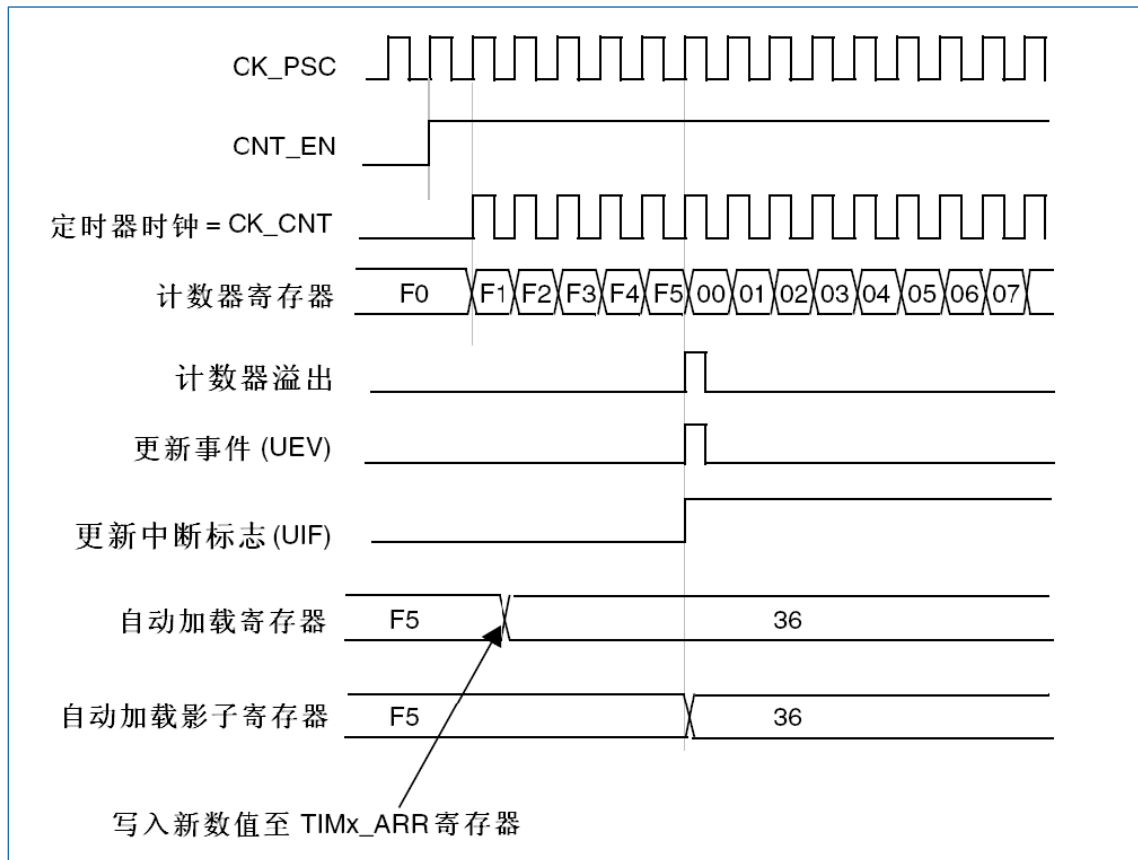 CK_PSC
CNT_EN
定时器时钟 = CK_CNT
计数器寄存器 F0 F1 F2 F3 F4 F5 00 01 02 03 04 05 06 07
计数器溢出
更新事件 (UEV)
更新中断标志 (UIF)
自动加载寄存器 F5 36
自动加载影子寄存器 F5 36
写入新数值至 TIMx_ARR 寄存器